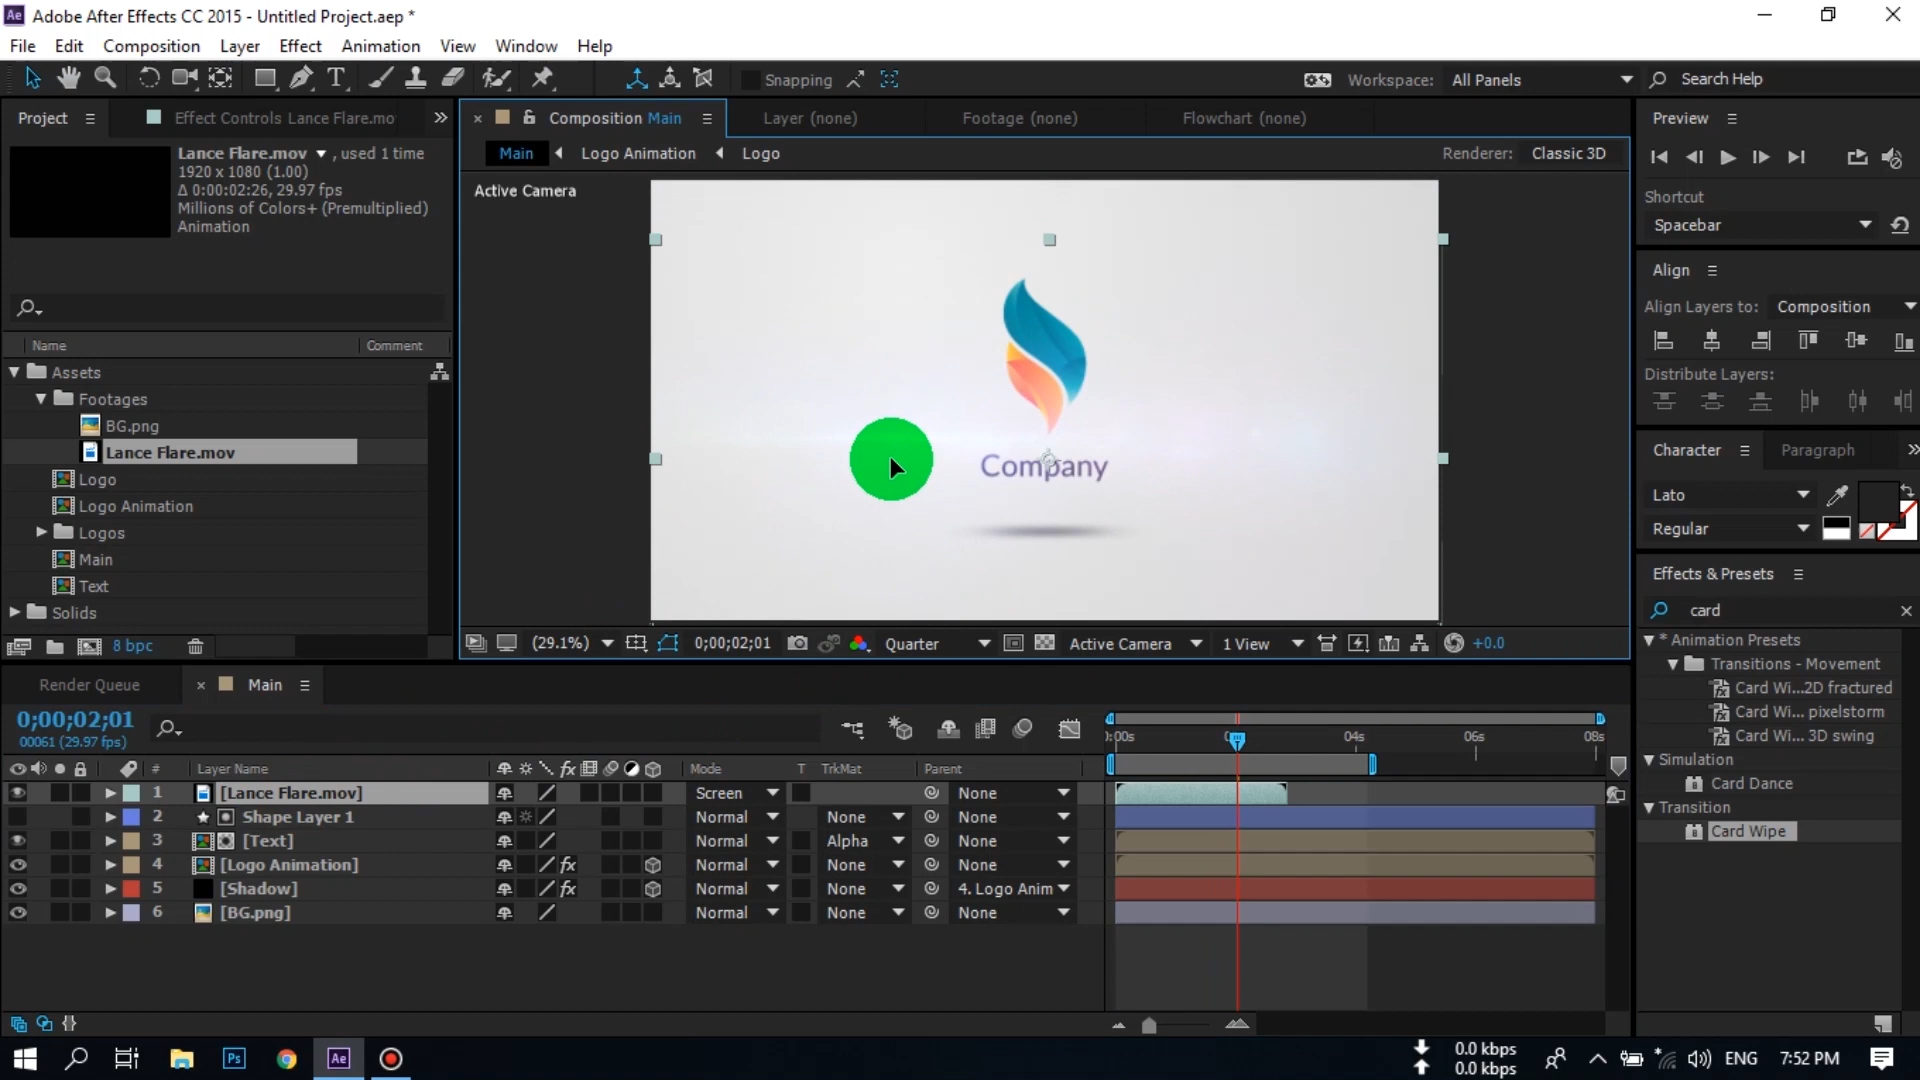 Adobe After Effects CC 2015 - Untitled Project.aep *
File Edit Composition Layer Effect Animation View Window Help
Snapping
Workspace: All Panels
Search Help
Project
Effect Controls Lance Flare.mo
Lance Flare.mov , used 1 time
1920 x 1080 (1.00)
Δ 0:00:02:26, 29.97 fps
Millions of Colors+ (Premultiplied)
Animation
Name Comment
Assets
Footages
BG.png
Lance Flare.mov
Logo
Logo Animation
Logos
Main
Text
Solids
8 bpc
Composition Main
Layer (none)
Footage (none)
Flowchart (none)
Main Logo Animation Logo
Renderer: Classic 3D
Active Camera
Company
(29.1%) 0;00;02;01 Quarter Active Camera 1 View +0.0
Preview
Shortcut
Spacebar
Align
Align Layers to: Composition
Distribute Layers:
Character Paragraph
Lato
Regular
Effects & Presets
card
* Animation Presets
Transitions - Movement
Card Wi...2D fractured
Card Wi... pixelstorm
Card Wi... 3D swing
Simulation
Card Dance
Transition
Card Wipe
Render Queue Main
0;00;02;01
00061 (29.97 fps)
:00s 04s 06s 08s
# Layer Name Mode T TrkMat Parent
1 [Lance Flare.mov] Screen None
2 Shape Layer 1 Normal None None
3 [Text] Normal Alpha None
4 [Logo Animation] Normal None None
5 [Shadow] Normal None 4. Logo Anim
6 [BG.png] Normal None None
Ps Ae
0.0 kbps
0.0 kbps
ENG 7:52 PM